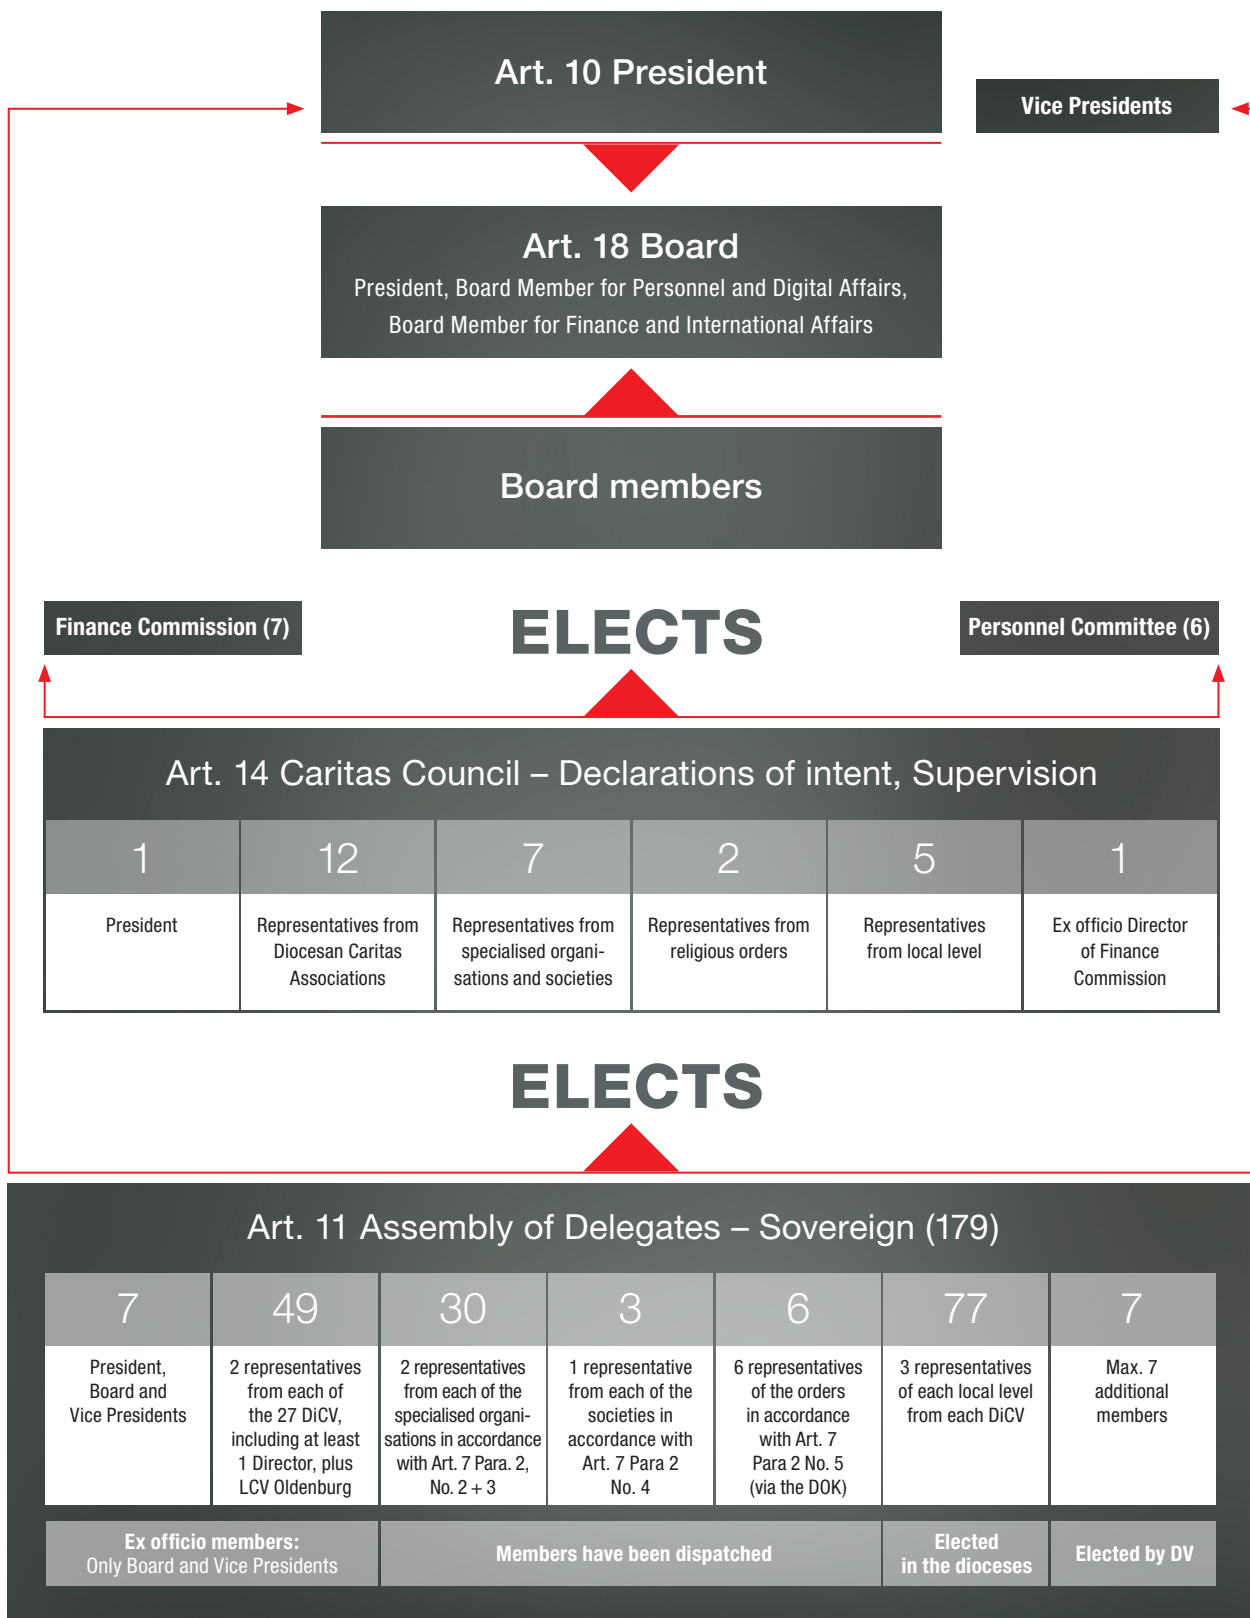 Art. 10 President
Vice Presidents
Art. 18 Board
President, Board Member for Personnel and Digital Affairs,
Board Member for Finance and International Affairs
Board members
Finance Commission (7)
ELECTS
Personnel Committee (6)
Art. 14 Caritas Council – Declarations of intent, Supervision
1
President
12
Representatives from
Diocesan Caritas
Associations
7
Representatives from
specialised organi-
sations and societies
2
Representatives from
religious orders
5
Representatives
from local level
1
Ex officio Director
of Finance
Commission
ELECTS
Art. 11 Assembly of Delegates – Sovereign (179)
7
President,
Board and
Vice Presidents
49
2 representatives
from each of
the 27 DiCV,
including at least
1 Director, plus
LCV Oldenburg
30
2 representatives
from each of the
specialised organi-
sations in accordance
with Art. 7 Para. 2,
No. 2 + 3
3
1 representative
from each of the
societies in
accordance with
Art. 7 Para 2
No. 4
6
6 representatives
of the orders
in accordance
with Art. 7
Para 2 No. 5
(via the DOK)
77
3 representatives
of each local level
from each DiCV
7
Max. 7
additional
members
Ex officio members:
Only Board and Vice Presidents
Members have been dispatched
Elected
in the dioceses
Elected by DV